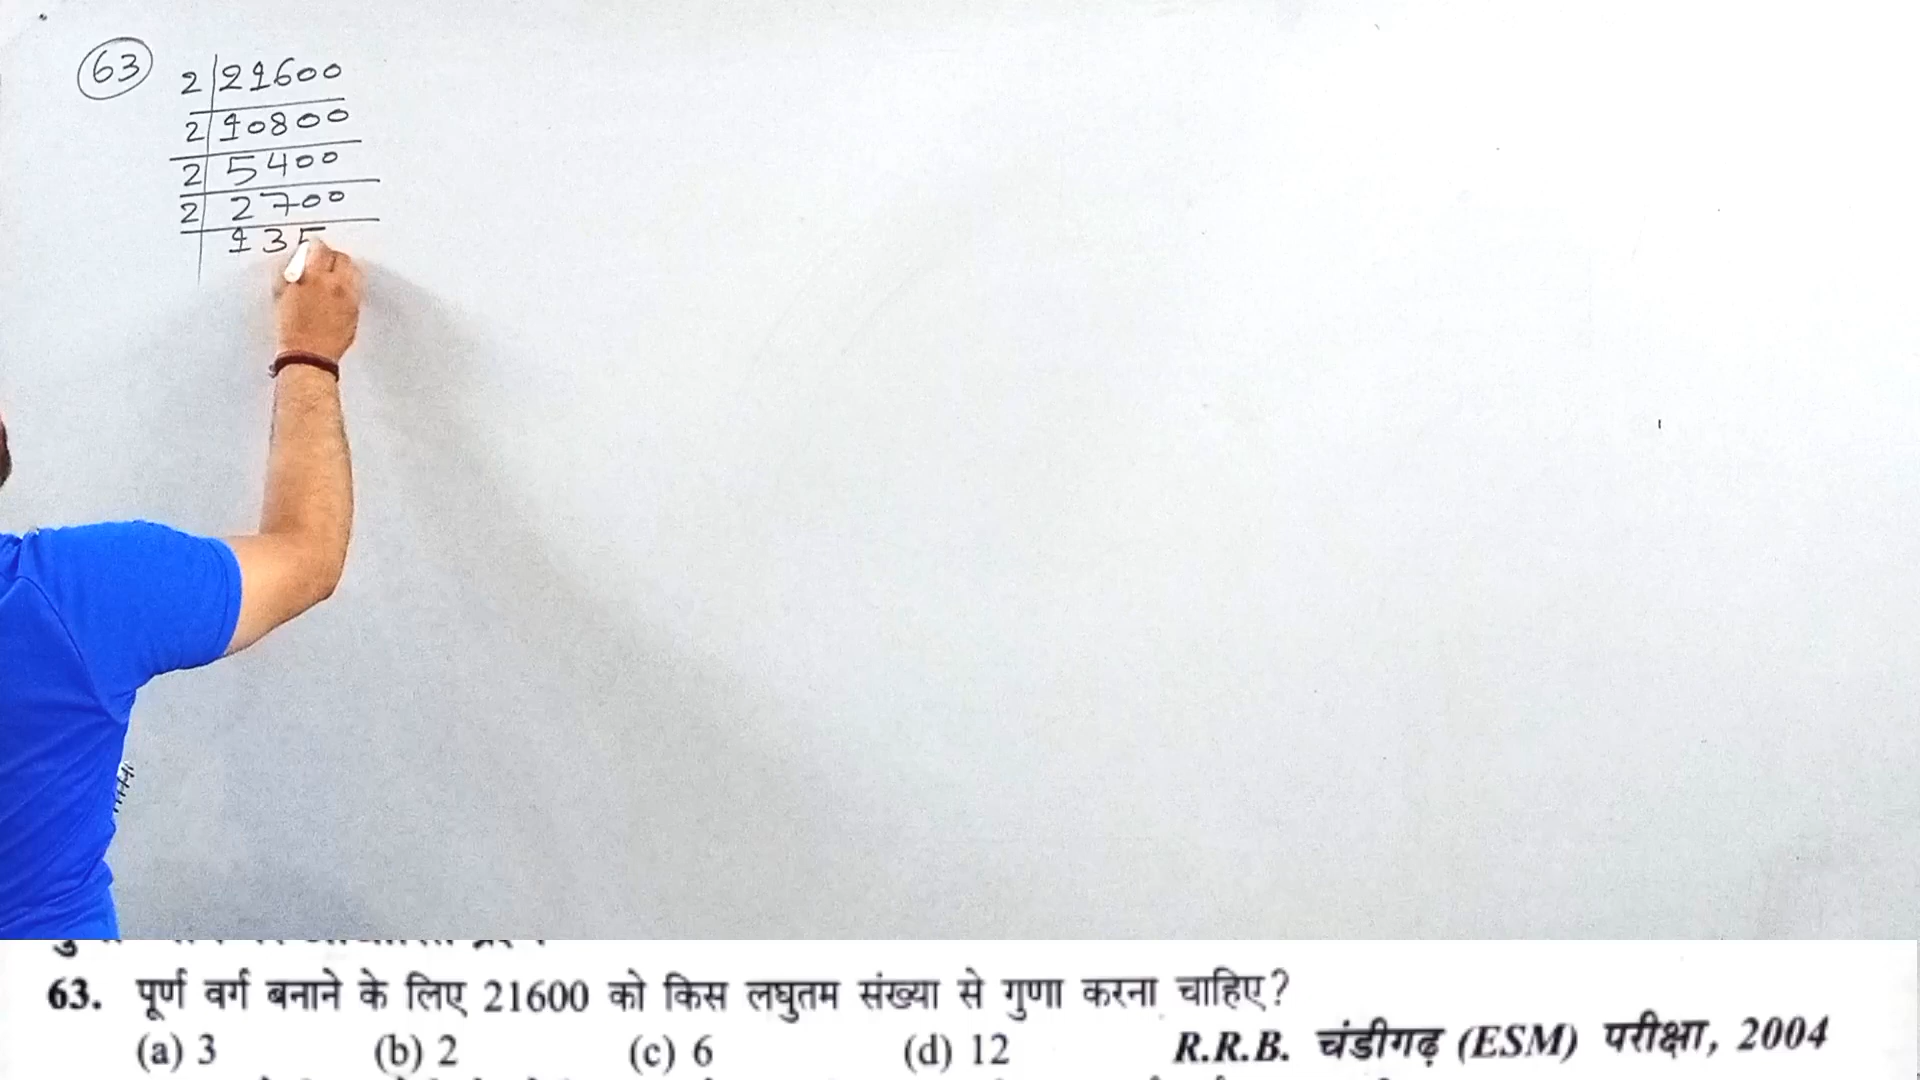 63
2 | 21600
2 | 10800
2 | 5400
2 | 2700
135
63. पूर्ण वर्ग बनाने के लिए 21600 को किस लघुतम संख्या से गुणा करना चाहिए?
(a) 3 (b) 2 (c) 6 (d) 12 R.R.B. चंडीगढ़ (ESM) परीक्षा, 2004